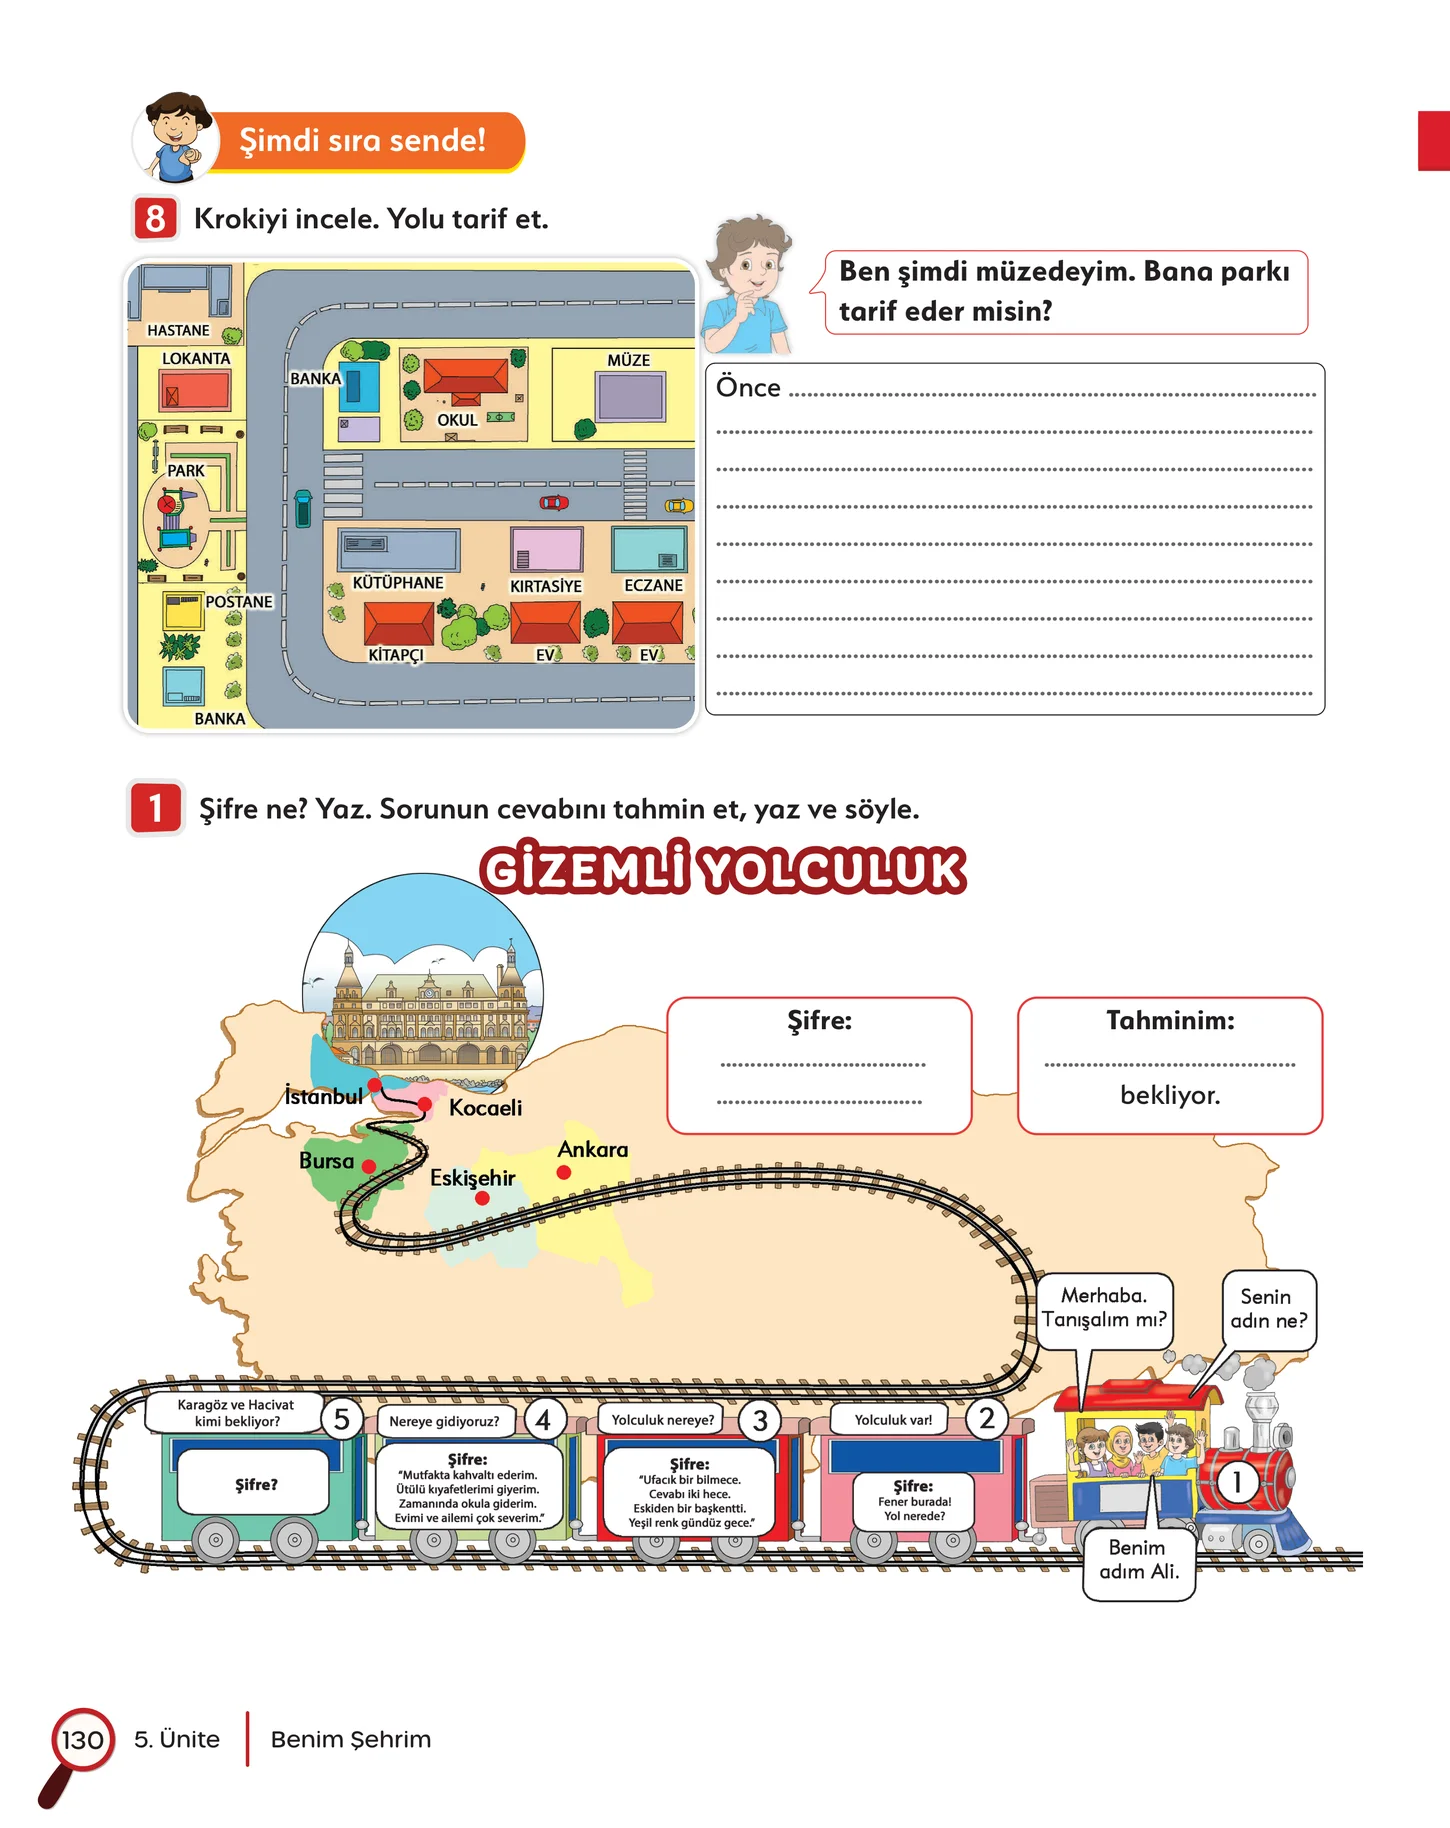 Şimdi sıra sende!
8 Krokiyi incele. Yolu tarif et.
Ben şimdi müzedeyim. Bana parkı
tarif eder misin?
HASTANE
LOKANTA
BANKA
OKUL
MÜZE
PARK
KÜTÜPHANE
KIRTASİYE
ECZANE
POSTANE
KİTAPÇI
EV
EV
BANKA
Önce
1 Şifre ne? Yaz. Sorunun cevabını tahmin et, yaz ve söyle.
GİZEMLİ YOLCULUK
Şifre:
Tahminim:
bekliyor.
İstanbul
Kocaeli
Bursa
Ankara
Eskişehir
Merhaba.
Tanışalım mı?
Senin
adın ne?
Benim
adım Ali.
1
Yolculuk var!
2
Şifre:
Fener burada!
Yol nerede?
Yolculuk nereye?
3
Şifre:
"Ufacık bir bilmece.
Cevabı iki hece.
Eskiden bir başkentti.
Yeşil renk gündüz gece."
Nereye gidiyoruz?
4
Şifre:
"Mutfakta kahvaltı ederim.
Ütülü kıyafetlerimi giyerim.
Zamanında okula giderim.
Evimi ve ailemi çok severim."
Karagöz ve Hacivat
kimi bekliyor?
5
Şifre?
130 5. Ünite Benim Şehrim